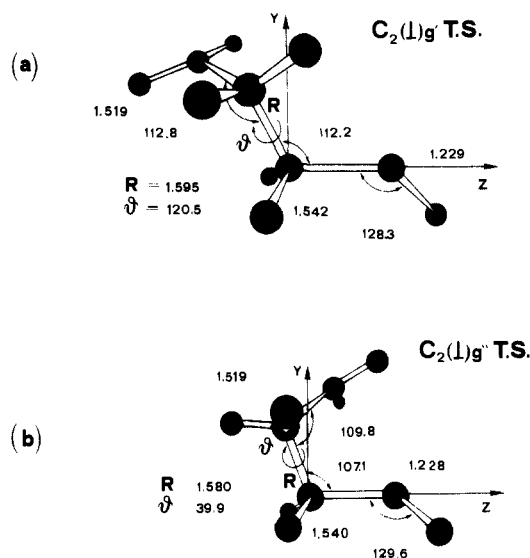 C₂(⊥)g′ T.S.
(a)
Y
R
1.519
112.8
ϑ
112.2
1.229
Z
R = 1.595
ϑ = 120.5
1.542
128.3
C₂(⊥)g″ T.S.
(b)
Y
1.519
ϑ
109.8
107.1
1.228
R
R 1.580
ϑ 39.9
Z
1.540
129.6